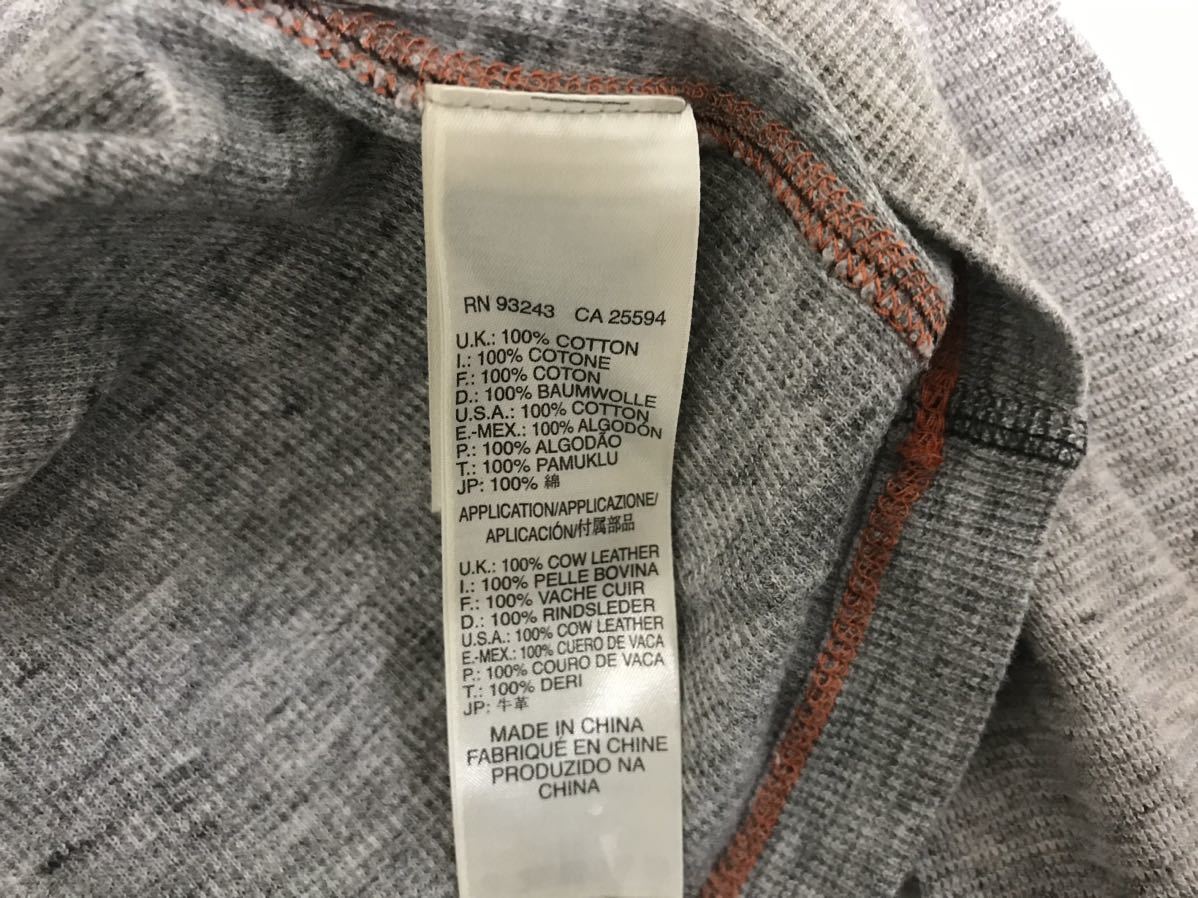 RN 93243 CA 25594
U.K.: 100% COTTON
I.: 100% COTONE
F.: 100% COTON
D.: 100% BAUMWOLLE
U.S.A.: 100% COTTON
E.-MEX.: 100% ALGODÓN
P.: 100% ALGODÃO
T.: 100% PAMUKLU
JP: 100% 綿
APPLICATION/APPLICAZIONE/
APLICACIÓN/付属部品
U.K.: 100% COW LEATHER
I.: 100% PELLE BOVINA
F.: 100% VACHE CUIR
D.: 100% RINDSLEDER
U.S.A.: 100% COW LEATHER
E.-MEX.: 100% CUERO DE VACA
P.: 100% COURO DE VACA
T.: 100% DERI
JP: 牛革
MADE IN CHINA
FABRIQUÉ EN CHINE
PRODUZIDO NA
CHINA